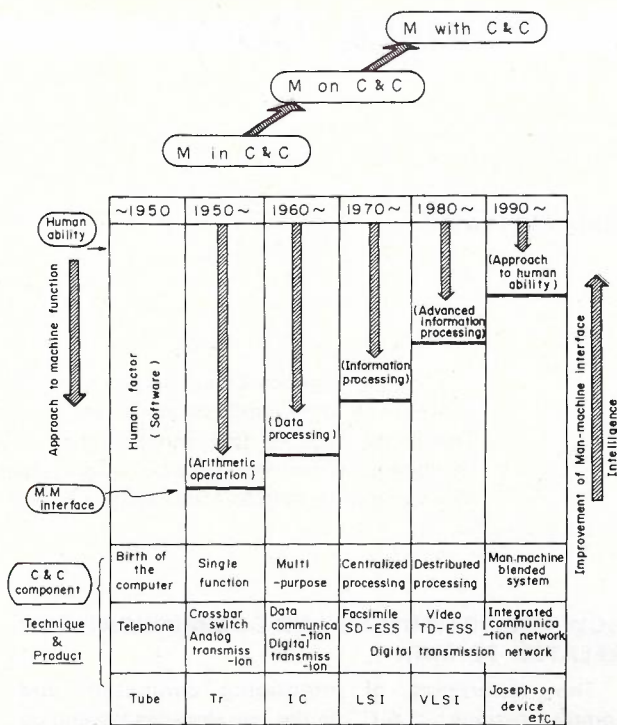 M with C & C
M on C & C
M in C & C
~1950 1950~ 1960~ 1970~ 1980~ 1990~
Human
ability
Approach to machine function
Human factor
(Software)
(Approach
to human
ability)
(Advanced
information
processing)
(Information
processing)
(Data
processing)
(Arithmetic
operation)
M.M
interface
Improvement of Man-machine interface
Intelligence
C & C
component
Technique
&
Product
Birth of
the
computer
Single
function
Multi
-purpose
Centralized
processing
Destributed
processing
Man-machine
blended
system
Telephone
Crossbar
switch
Analog
transmiss
-ion
Data
communica
-tion
Digital
transmiss-ion
Facsimile
SD-ESS
Video
TD-ESS
Digital transmission network
Integrated
communica
-tion network
Tube
Tr
IC
LSI
VLSI
Josephson
device
etc,